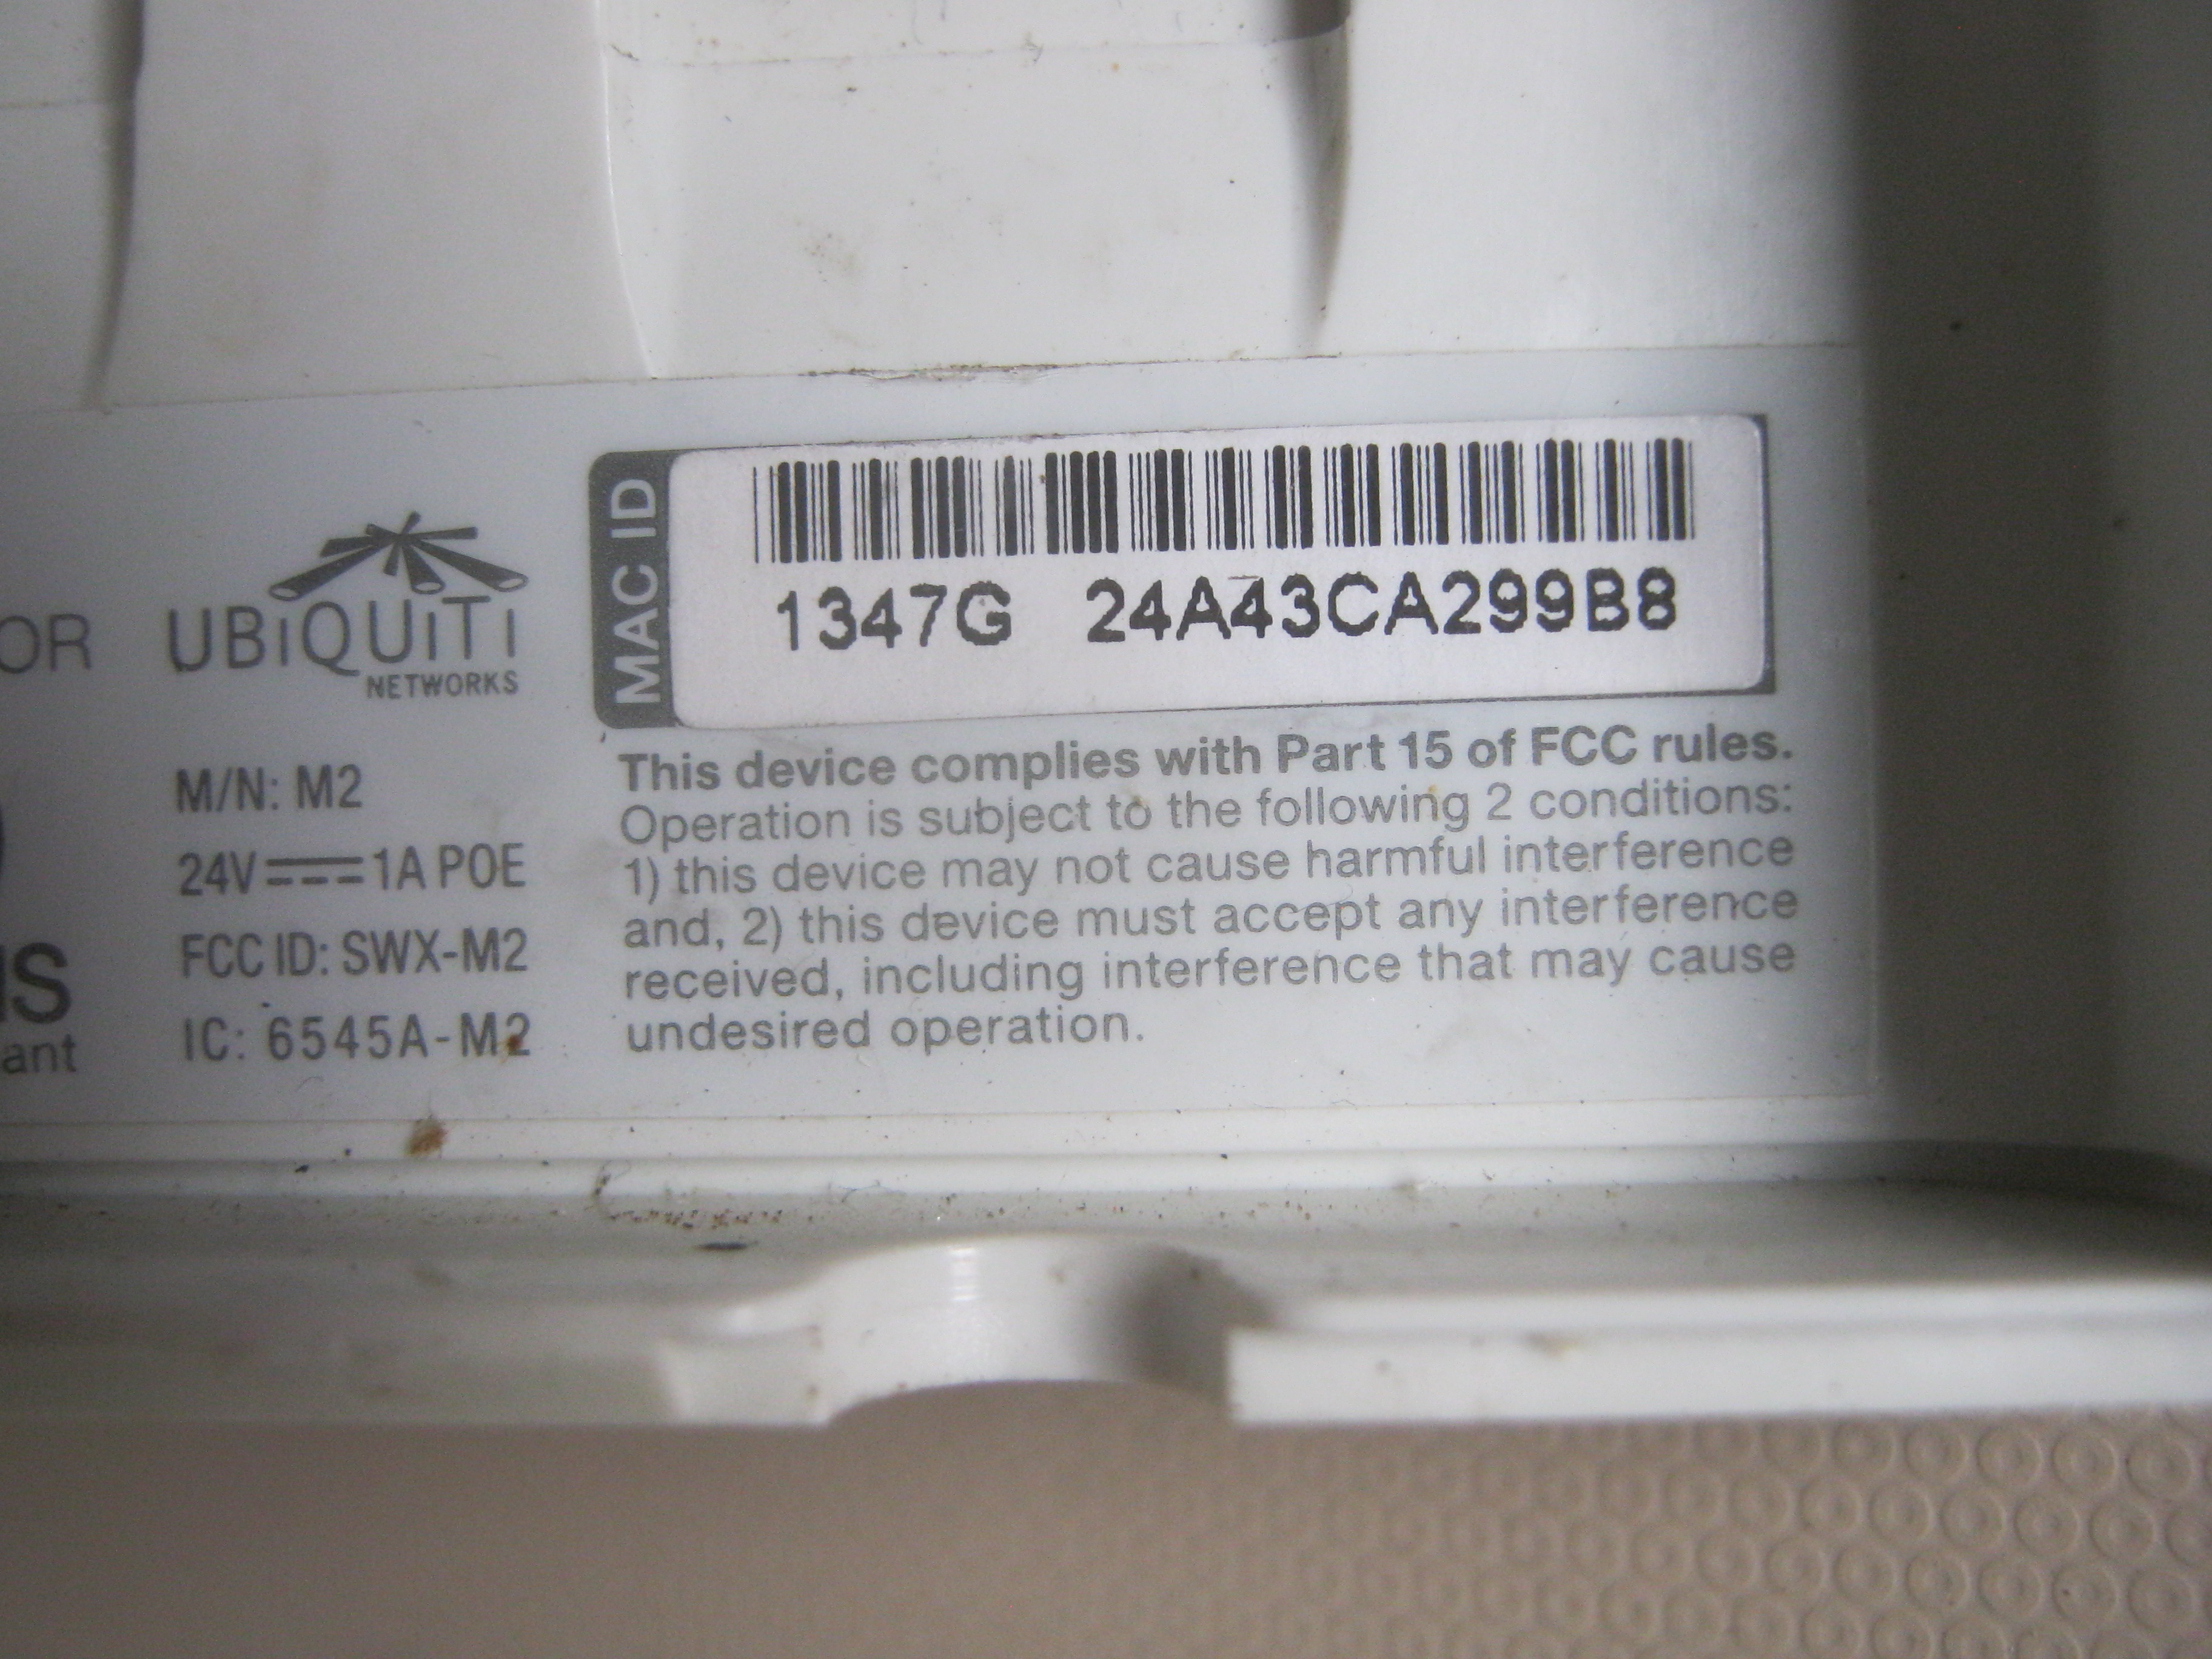 MAC ID
1347G 24A43CA299B8
OR
UBiQUiTi
NETWORKS
M/N: M2
24V 1A POE
FCC ID: SWX-M2
IC: 6545A-M2
This device complies with Part 15 of FCC rules.
Operation is subject to the following 2 conditions:
1) this device may not cause harmful interference
and, 2) this device must accept any interference
received, including interference that may cause
undesired operation.
ant